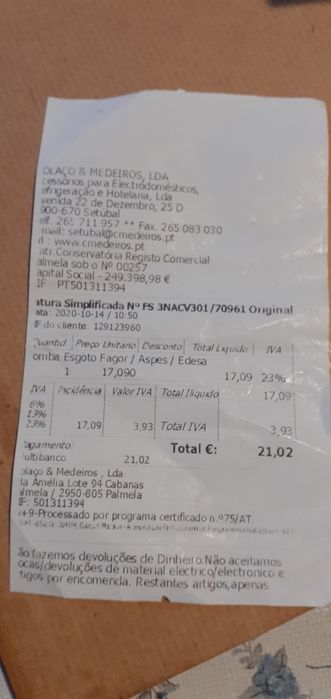 OLAÇO & MEDEIROS, LDA
cessórios para Electrodomésticos,
efrigeração e Hotelaria, Lda
venida 22 de Dezembro, 25 D
900-670 Setúbal
elf. 265 711 957 ** Fax. 265 083 030
mail: setubal@cmedeiros.pt
: www.cmedeiros.pt
atr.Conservatória Registo Comercial
almela sob o Nº 00257
apital Social - 249.398,98 €
IF - PT501311394
atura Simplificada Nº FS 3NACV301/70961 Original
ata: 2020-10-14 / 10:50
IF do cliente: 129123960
Quantid. Preço Unitário Desconto Total Líquido IVA
omba Esgoto Fagor / Aspes / Edesa
1 17,090 17,09 23%
IVA Incidência Valor IVA Total Ilíquido 17,09
6%
13%
23% 17,09 3,93 Total IVA 3,93
agamento: Total €: 21,02
ultibanco 21,02
olaço & Medeiros , Lda.
la Amélia Lote 94 Cabanas
almela / 2950-805 Palmela
IF: 501311394
c+9-Processado por programa certificado n.º75/AT.
ão fazemos devoluções de Dinheiro.Não aceitamos
ocas/devoluções de material electrico/electronico e
tigos por encomenda. Restantes artigos,apenas